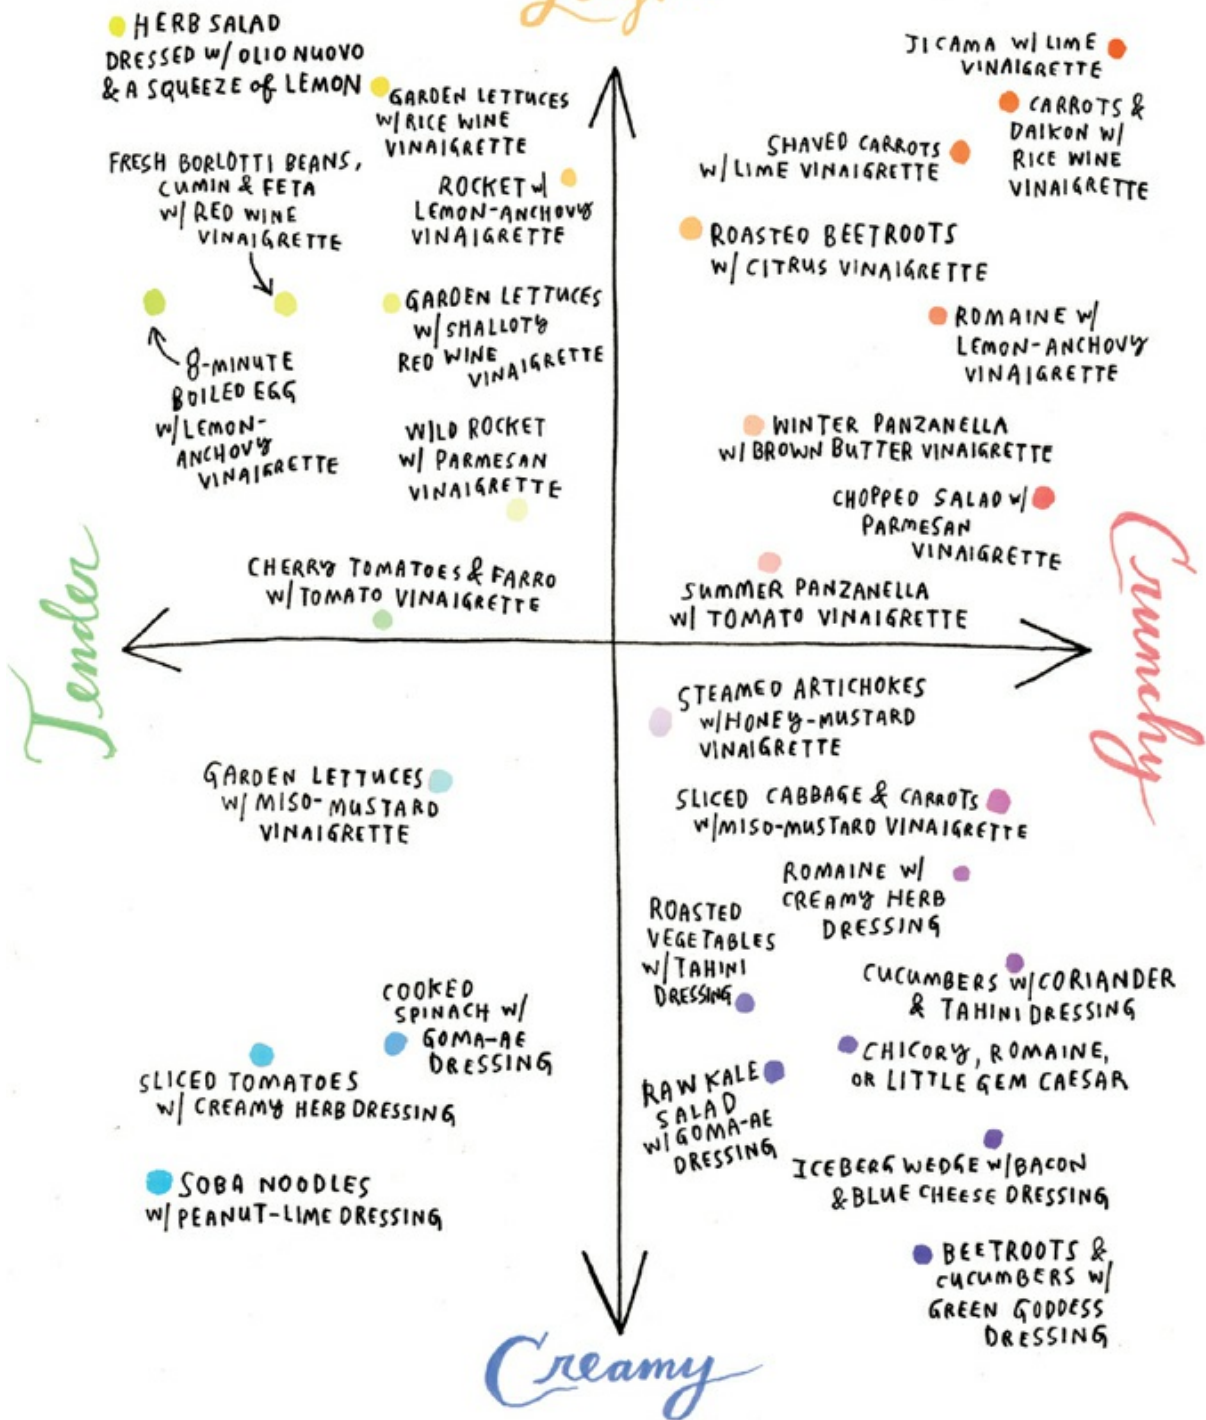 HERB SALAD
DRESSED W/ OLIO NUOVO
& A SQUEEZE of LEMON
GARDEN LETTUCES
W/ RICE WINE
VINAIGRETTE
FRESH BORLOTTI BEANS,
CUMIN & FETA
W/ RED WINE
VINAIGRETTE
ROCKET W/
LEMON-ANCHOVY
VINAIGRETTE
GARDEN LETTUCES
W/ SHALLOTY
RED WINE
VINAIGRETTE
8-MINUTE
BOILED EGG
W/ LEMON-
ANCHOVY
VINAIGRETTE
WILD ROCKET
W/ PARMESAN
VINAIGRETTE
CHERRY TOMATOES & FARRO
W/ TOMATO VINAIGRETTE
JICAMA W/ LIME
VINAIGRETTE
CARROTS &
DAIKON W/
RICE WINE
VINAIGRETTE
SHAVED CARROTS
W/ LIME VINAIGRETTE
ROASTED BEETROOTS
W/ CITRUS VINAIGRETTE
ROMAINE W/
LEMON-ANCHOVY
VINAIGRETTE
WINTER PANZANELLA
W/ BROWN BUTTER VINAIGRETTE
CHOPPED SALAD W/
PARMESAN
VINAIGRETTE
SUMMER PANZANELLA
W/ TOMATO VINAIGRETTE
Tender
Crunchy
GARDEN LETTUCES
W/ MISO-MUSTARD
VINAIGRETTE
COOKED
SPINACH W/
GOMA-AE
DRESSING
SLICED TOMATOES
W/ CREAMY HERB DRESSING
SOBA NOODLES
W/ PEANUT-LIME DRESSING
STEAMED ARTICHOKES
W/ HONEY-MUSTARD
VINAIGRETTE
SLICED CABBAGE & CARROTS
W/ MISO-MUSTARD VINAIGRETTE
ROMAINE W/
CREAMY HERB
DRESSING
ROASTED
VEGETABLES
W/ TAHINI
DRESSING
CUCUMBERS W/ CORIANDER
& TAHINI DRESSING
CHICORY, ROMAINE,
OR LITTLE GEM CAESAR
RAW KALE
SALAD
W/ GOMA-AE
DRESSING
ICEBERG WEDGE W/ BACON
& BLUE CHEESE DRESSING
BEETROOTS &
CUCUMBERS W/
GREEN GODDESS
DRESSING
Creamy